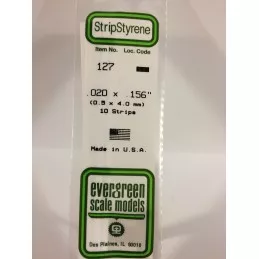 StripStyrene
Item No. Loc. Code
127
.020 x .156"
(0.5 x 4.0 mm)
10 Strips
Made in U.S.A.
evergreen
scale models
Des Plaines, IL 60018